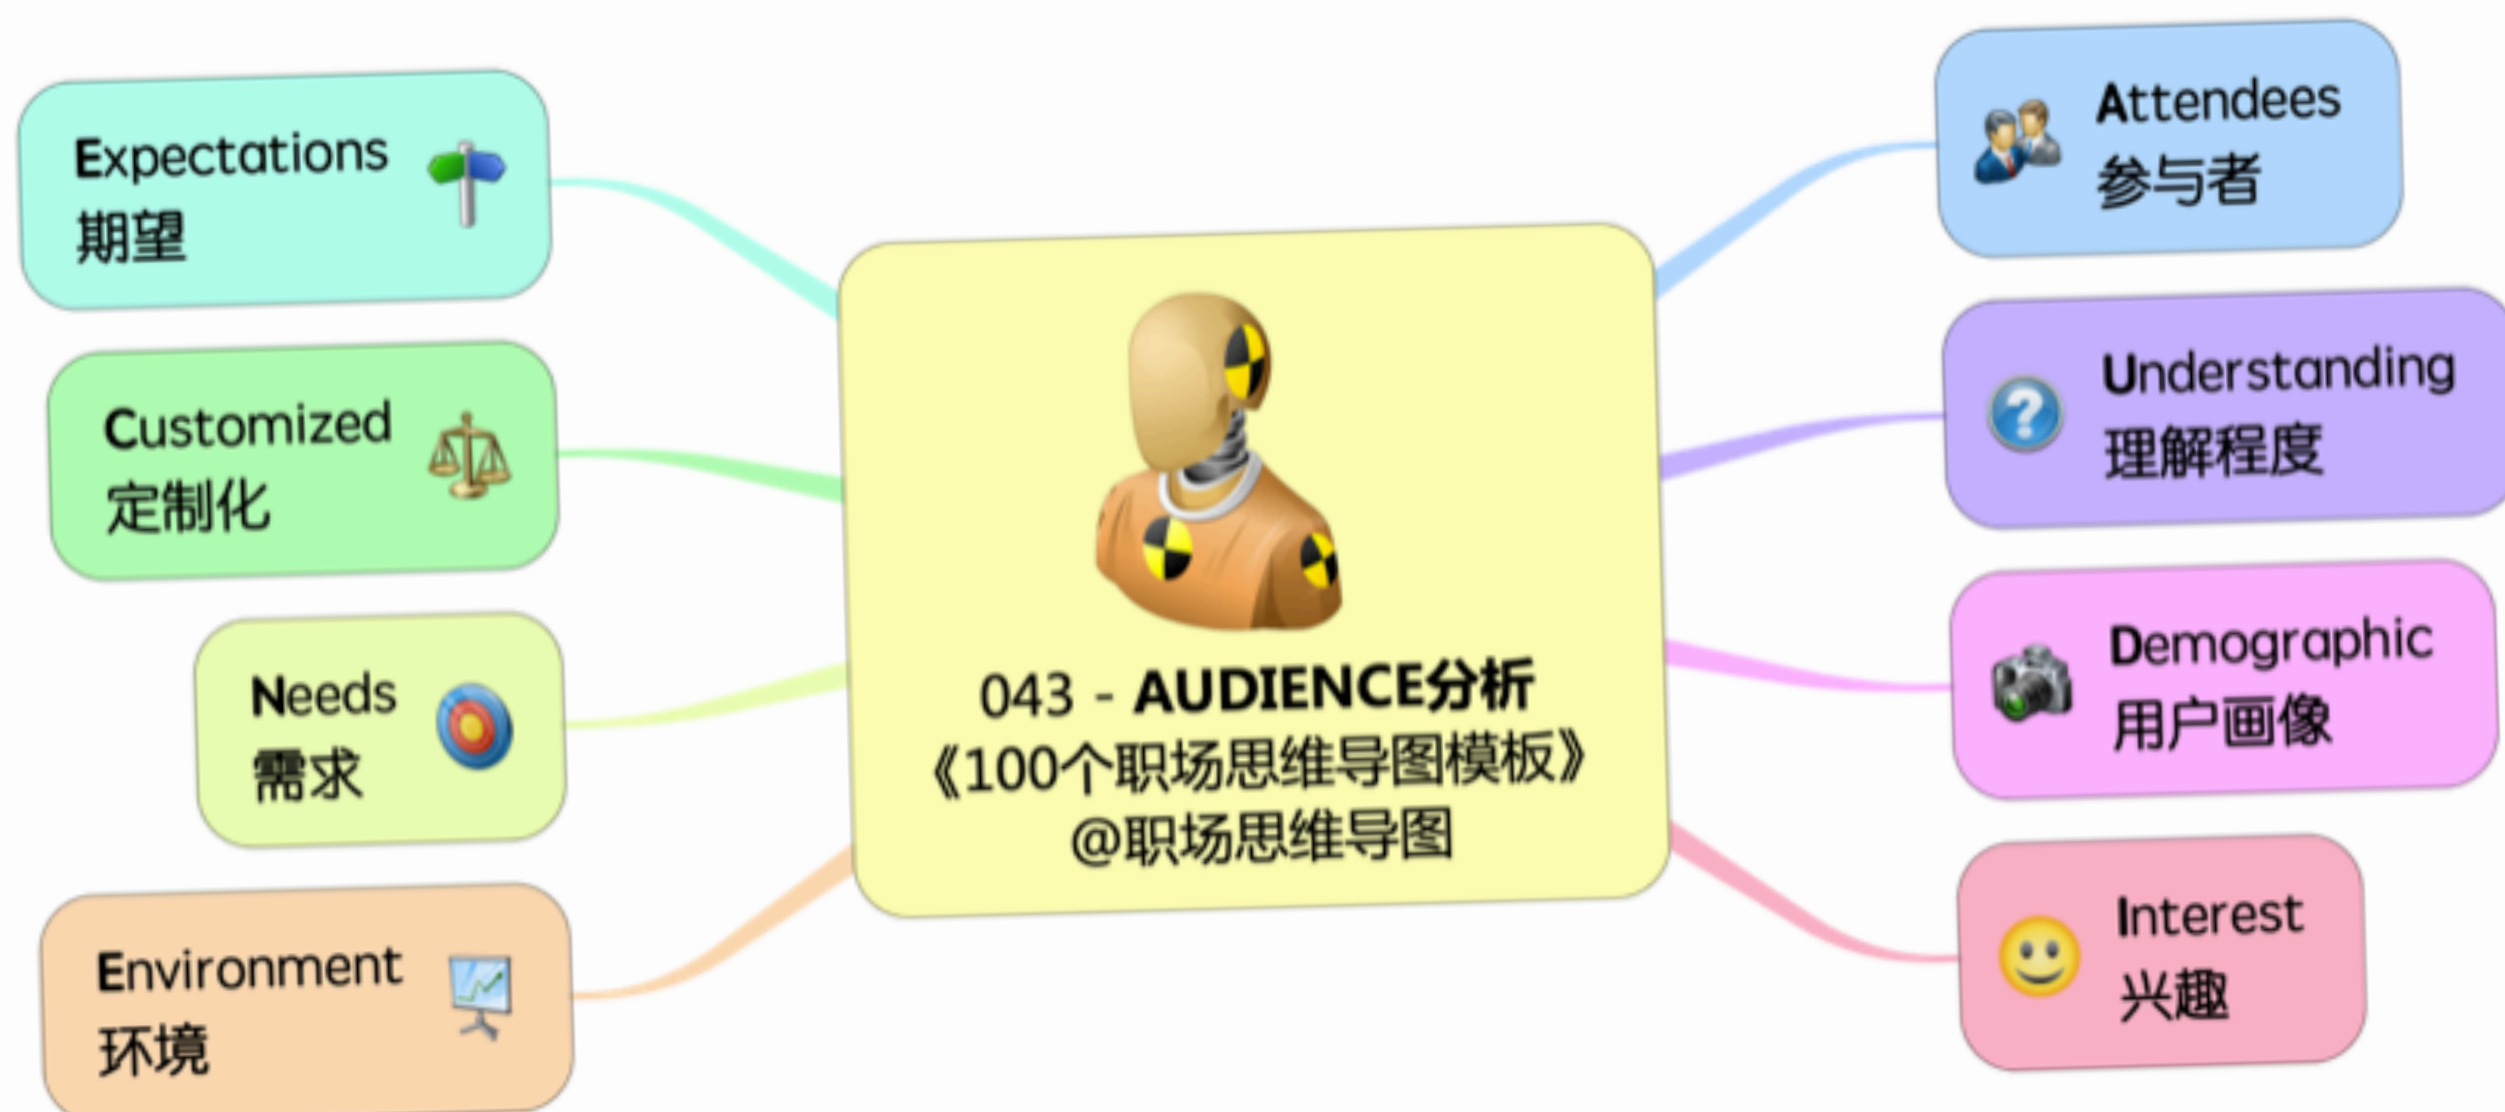 043 - AUDIENCE分析
《100个职场思维导图模板》
@职场思维导图
Attendees
参与者
Understanding
理解程度
Demographic
用户画像
Interest
兴趣
Environment
环境
Needs
需求
Customized
定制化
Expectations
期望